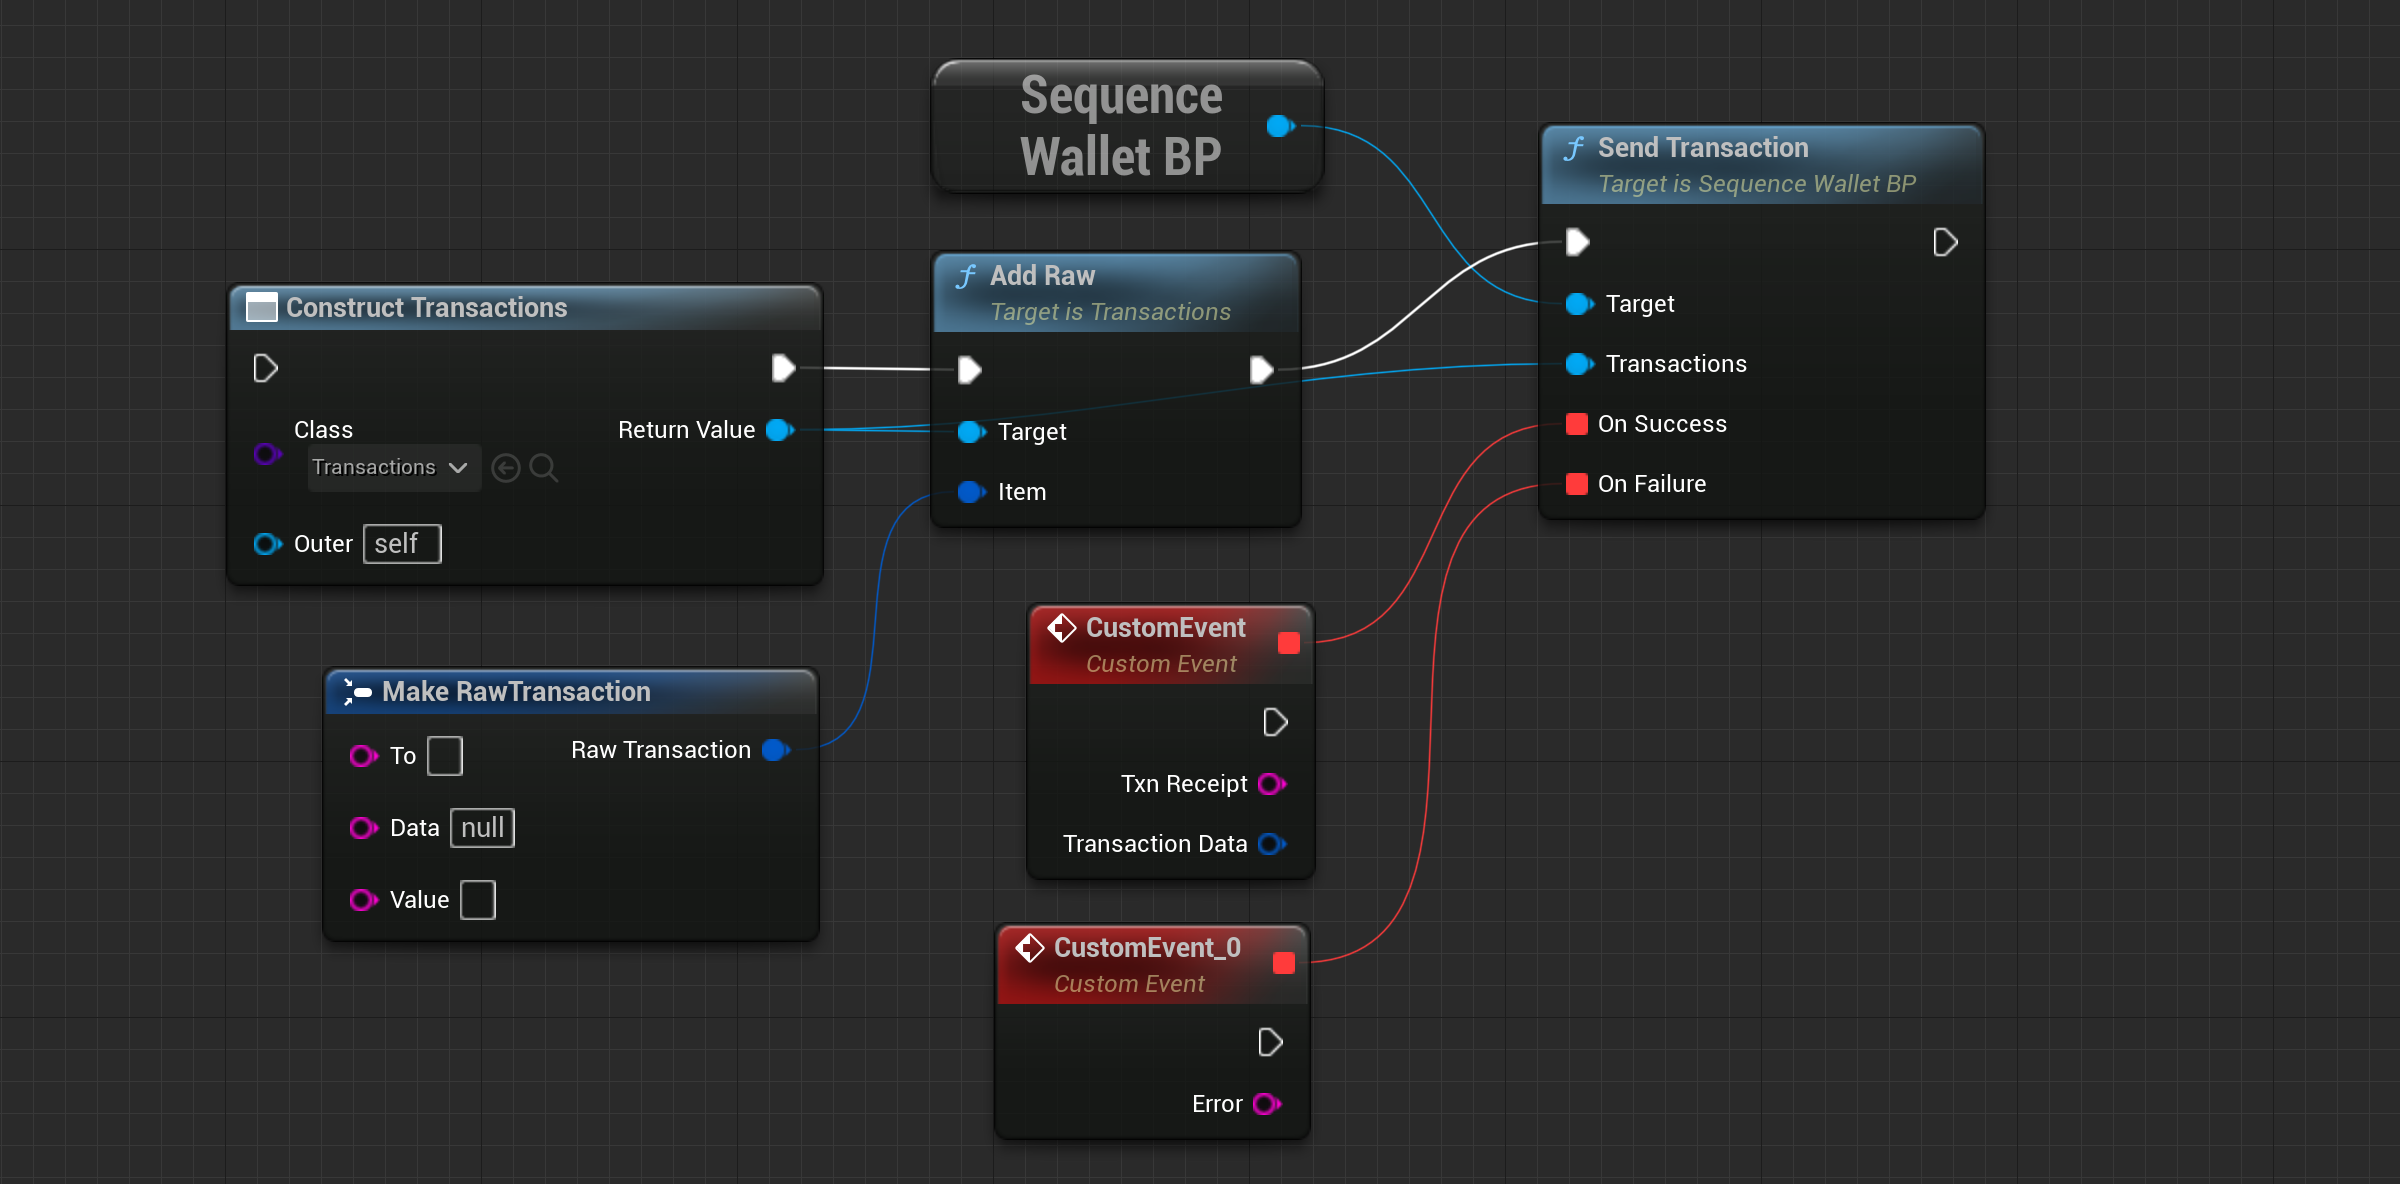 Sequence
Wallet BP
f Send Transaction
Target is Sequence Wallet BP
Target
Transactions
On Success
On Failure
Construct Transactions
Class
Transactions
Return Value
Outer self
f Add Raw
Target is Transactions
Target
Item
Make RawTransaction
To
Raw Transaction
Data null
Value
CustomEvent
Custom Event
Txn Receipt
Transaction Data
CustomEvent_0
Custom Event
Error